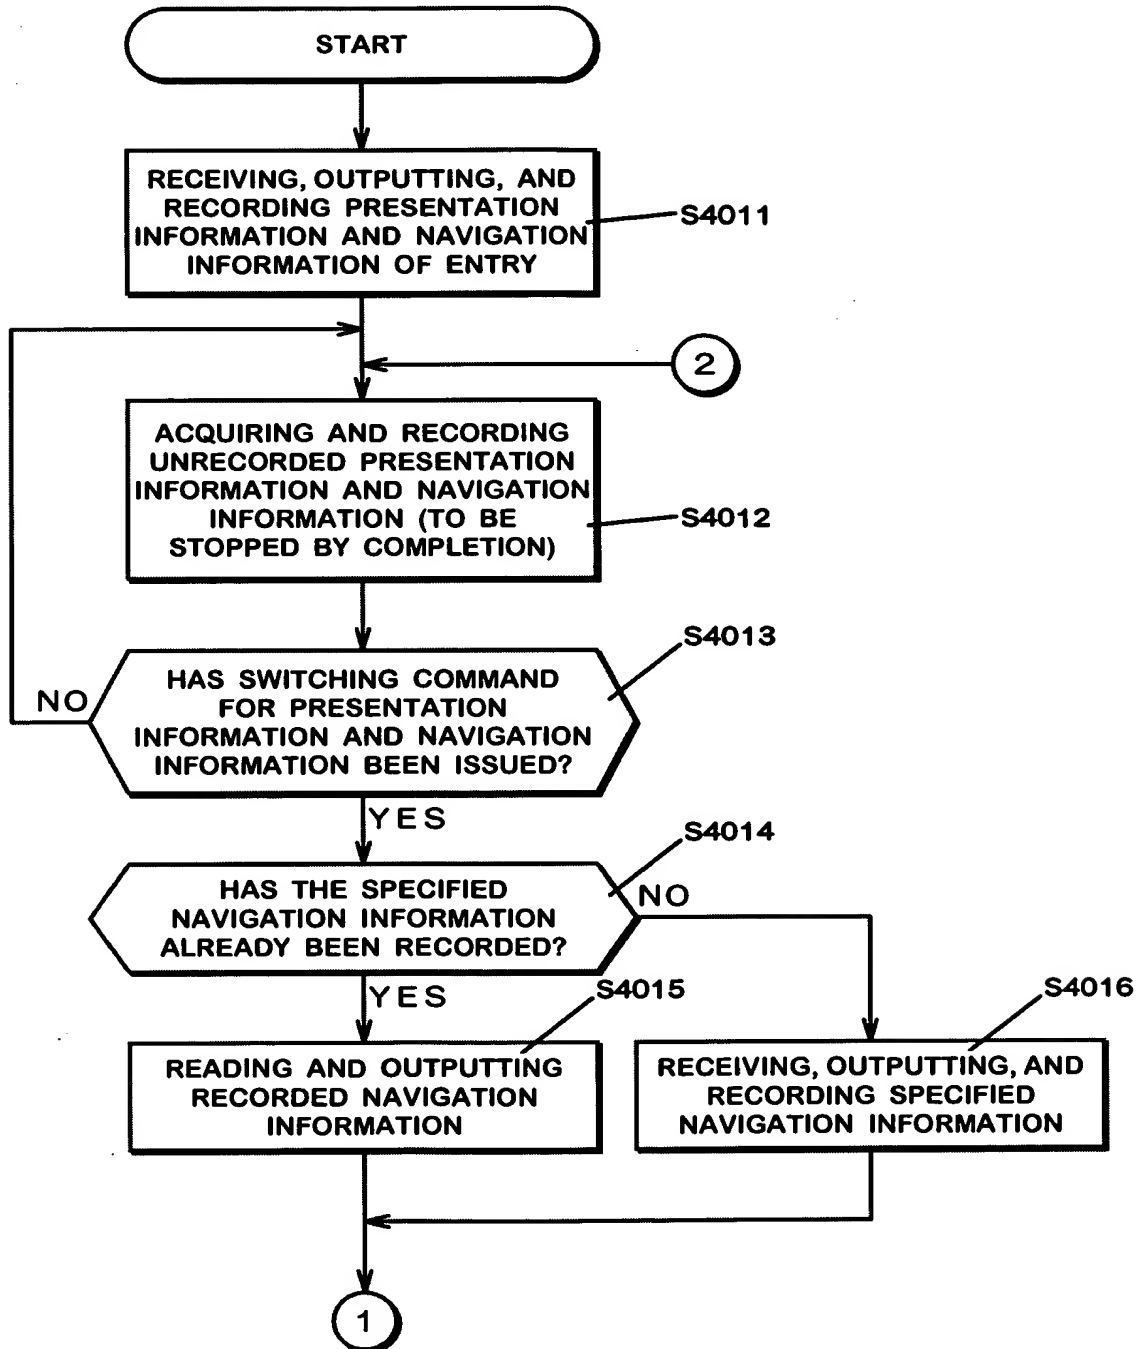 START
RECEIVING, OUTPUTTING, AND
RECORDING PRESENTATION
INFORMATION AND NAVIGATION
INFORMATION OF ENTRY
S4011
2
ACQUIRING AND RECORDING
UNRECORDED PRESENTATION
INFORMATION AND NAVIGATION
INFORMATION (TO BE
STOPPED BY COMPLETION)
S4012
S4013
HAS SWITCHING COMMAND
FOR PRESENTATION
INFORMATION AND NAVIGATION
INFORMATION BEEN ISSUED?
NO
YES
S4014
HAS THE SPECIFIED
NAVIGATION INFORMATION
ALREADY BEEN RECORDED?
NO
YES
S4015
S4016
READING AND OUTPUTTING
RECORDED NAVIGATION
INFORMATION
RECEIVING, OUTPUTTING, AND
RECORDING SPECIFIED
NAVIGATION INFORMATION
1